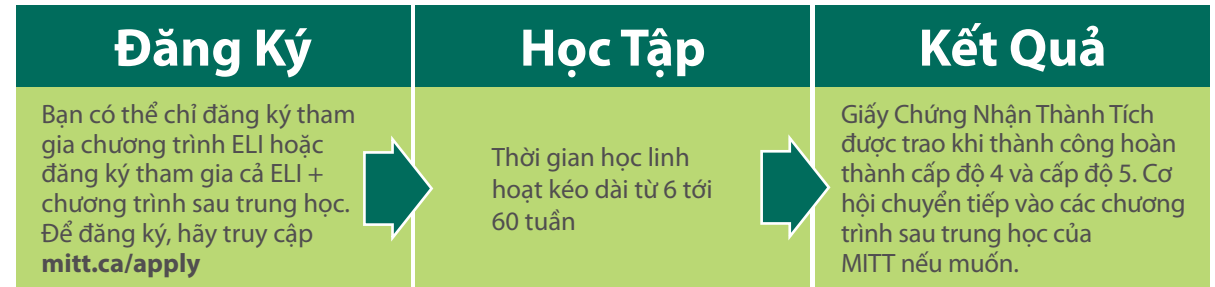 Đăng Ký
Bạn có thể chỉ đăng ký tham
gia chương trình ELI hoặc
đăng ký tham gia cả ELI +
chương trình sau trung học.
Để đăng ký, hãy truy cập
mitt.ca/apply
Học Tập
Thời gian học linh
hoạt kéo dài từ 6 tới
60 tuần
Kết Quả
Giấy Chứng Nhận Thành Tích
được trao khi thành công hoàn
thành cấp độ 4 và cấp độ 5. Cơ
hội chuyển tiếp vào các chương
trình sau trung học của
MITT nếu muốn.